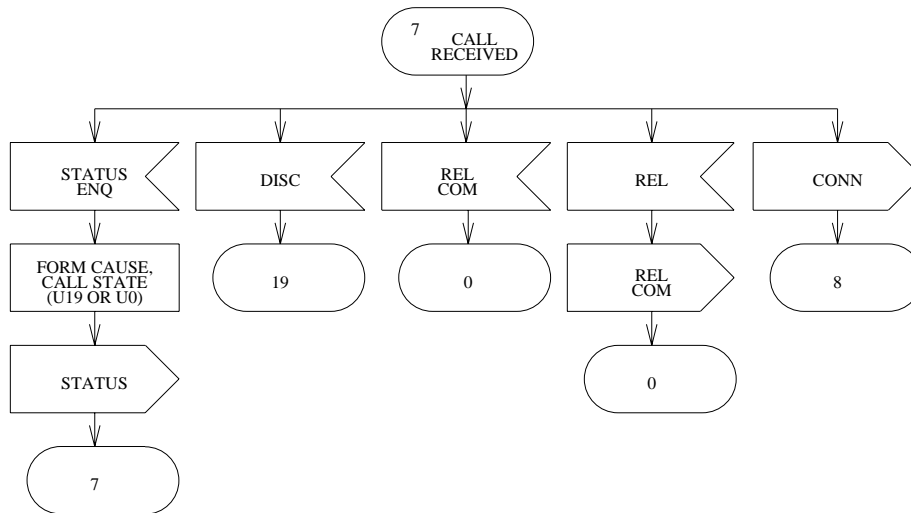 7 CALL
RECEIVED
STATUS
ENQ
DISC
REL
COM
REL
CONN
FORM CAUSE,
CALL STATE
(U19 OR U0)
19
0
REL
COM
8
STATUS
0
7